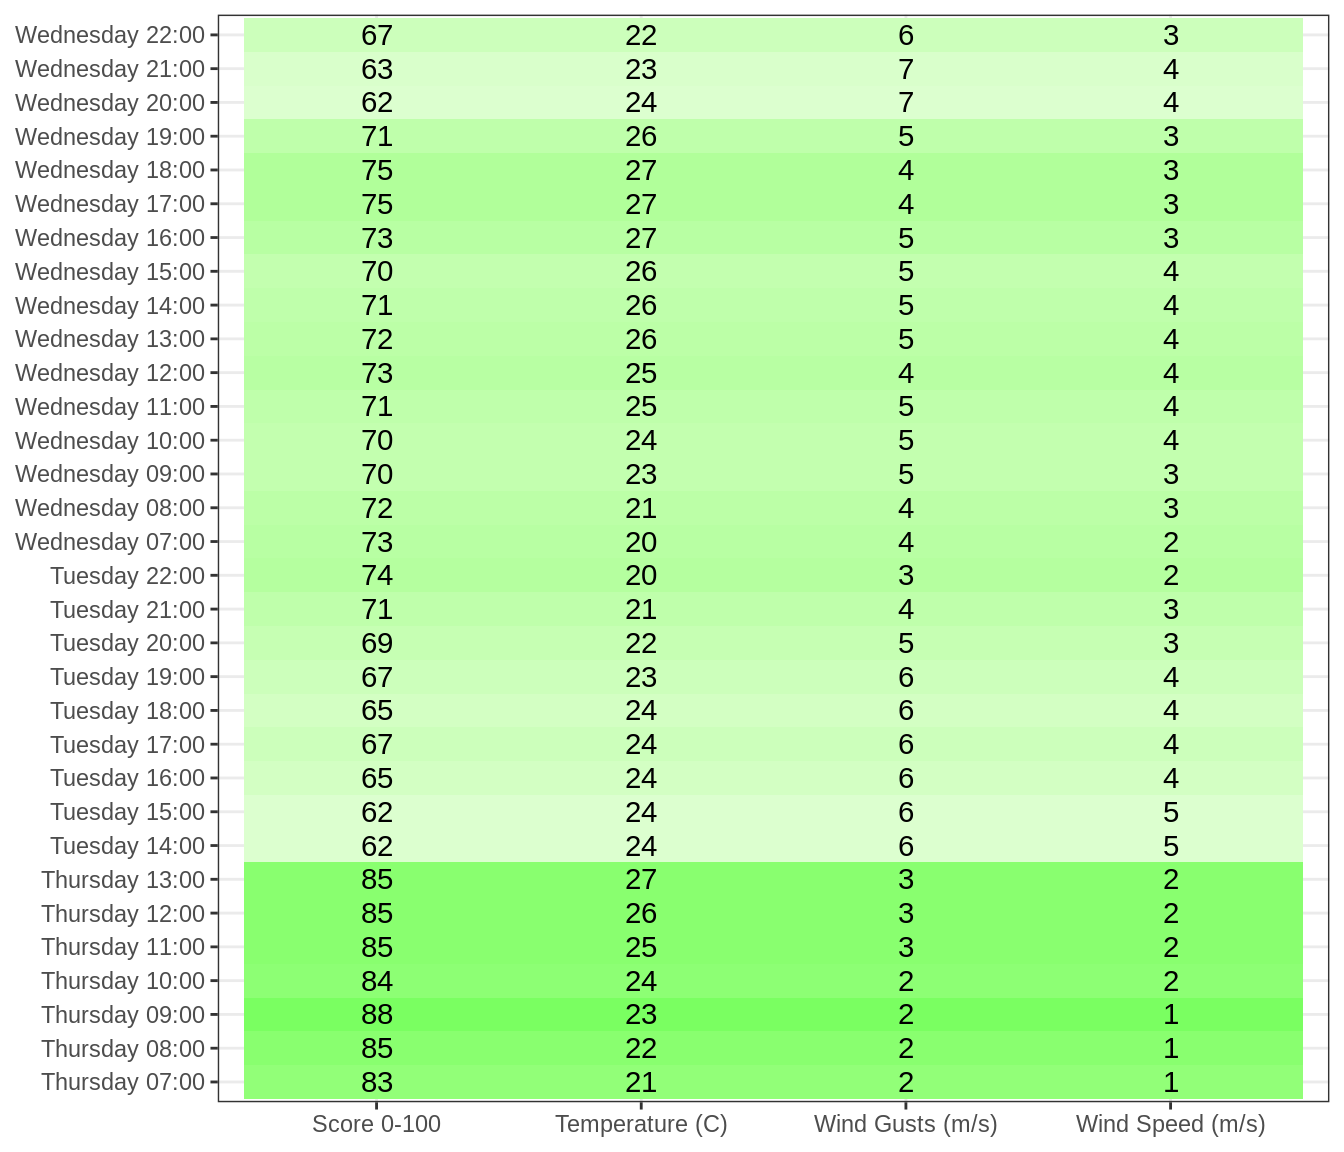 Wednesday 22:00 67 22 6 3
Wednesday 21:00 63 23 7 4
Wednesday 20:00 62 24 7 4
Wednesday 19:00 71 26 5 3
Wednesday 18:00 75 27 4 3
Wednesday 17:00 75 27 4 3
Wednesday 16:00 73 27 5 3
Wednesday 15:00 70 26 5 4
Wednesday 14:00 71 26 5 4
Wednesday 13:00 72 26 5 4
Wednesday 12:00 73 25 4 4
Wednesday 11:00 71 25 5 4
Wednesday 10:00 70 24 5 4
Wednesday 09:00 70 23 5 3
Wednesday 08:00 72 21 4 3
Wednesday 07:00 73 20 4 2
Tuesday 22:00 74 20 3 2
Tuesday 21:00 71 21 4 3
Tuesday 20:00 69 22 5 3
Tuesday 19:00 67 23 6 4
Tuesday 18:00 65 24 6 4
Tuesday 17:00 67 24 6 4
Tuesday 16:00 65 24 6 4
Tuesday 15:00 62 24 6 5
Tuesday 14:00 62 24 6 5
Thursday 13:00 85 27 3 2
Thursday 12:00 85 26 3 2
Thursday 11:00 85 25 3 2
Thursday 10:00 84 24 2 2
Thursday 09:00 88 23 2 1
Thursday 08:00 85 22 2 1
Thursday 07:00 83 21 2 1
Score 0-100 Temperature (C) Wind Gusts (m/s) Wind Speed (m/s)